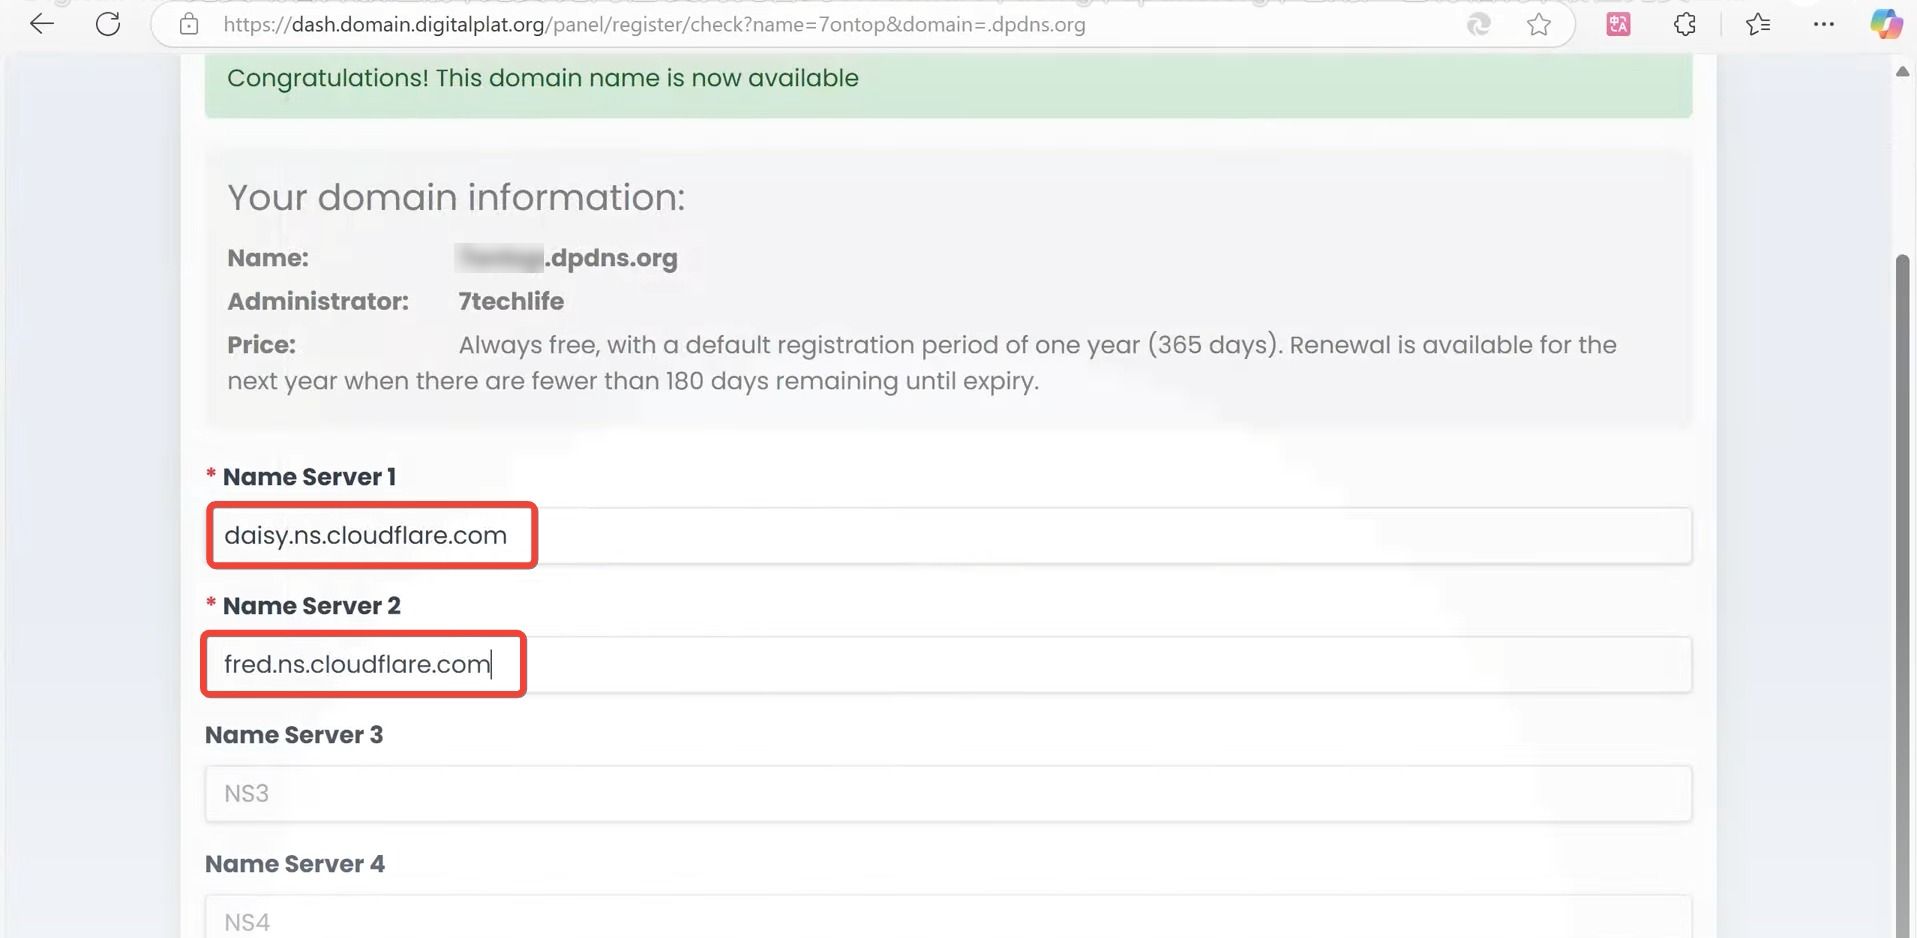 https://dash.domain.digitalplat.org/panel/register/check?name=7ontop&domain=.dpdns.org
Congratulations! This domain name is now available
Your domain information:
Name: .dpdns.org
Administrator: 7techlife
Price: Always free, with a default registration period of one year (365 days). Renewal is available for the
next year when there are fewer than 180 days remaining until expiry.
* Name Server 1
daisy.ns.cloudflare.com
* Name Server 2
fred.ns.cloudflare.com
Name Server 3
NS3
Name Server 4
NS4